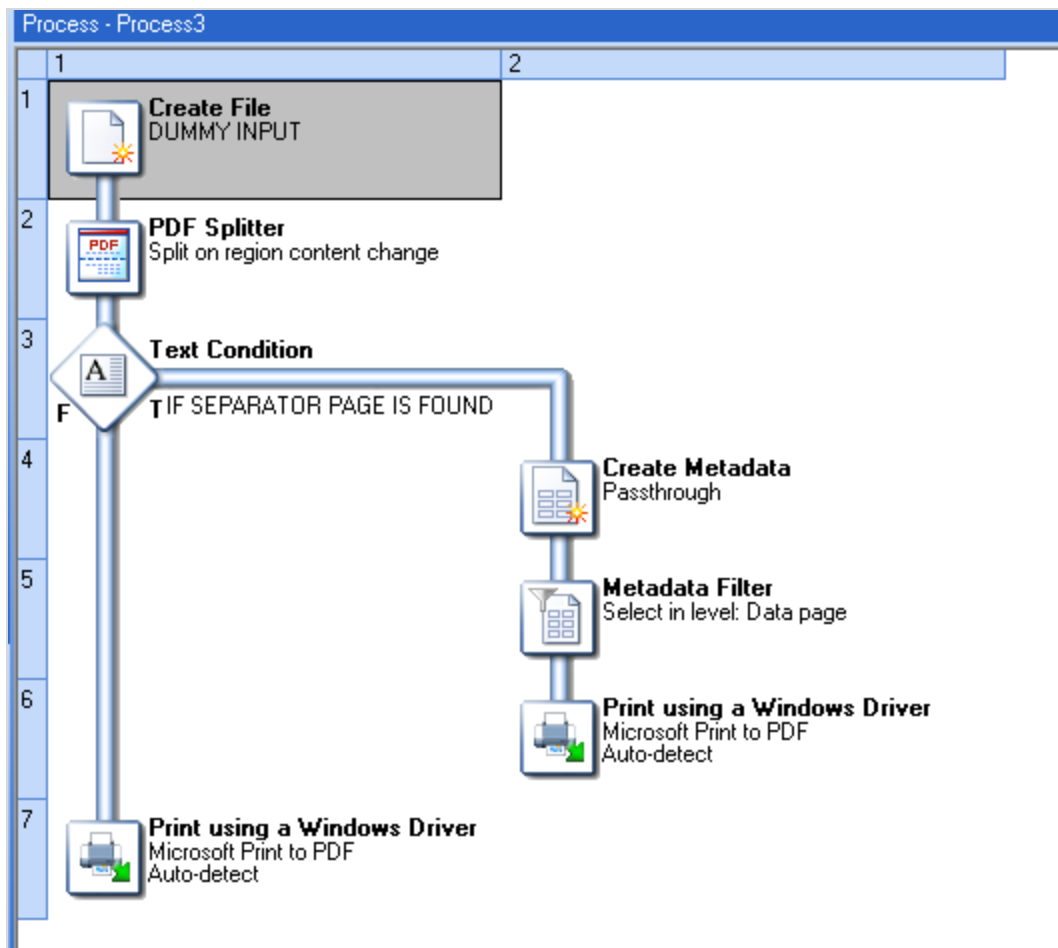 Process - Process3
1 2
1
Create File
DUMMY INPUT
2
PDF
PDF Splitter
Split on region content change
3
A
Text Condition
F
T IF SEPARATOR PAGE IS FOUND
4
Create Metadata
Passthrough
5
Metadata Filter
Select in level: Data page
6
Print using a Windows Driver
Microsoft Print to PDF
Auto-detect
7
Print using a Windows Driver
Microsoft Print to PDF
Auto-detect